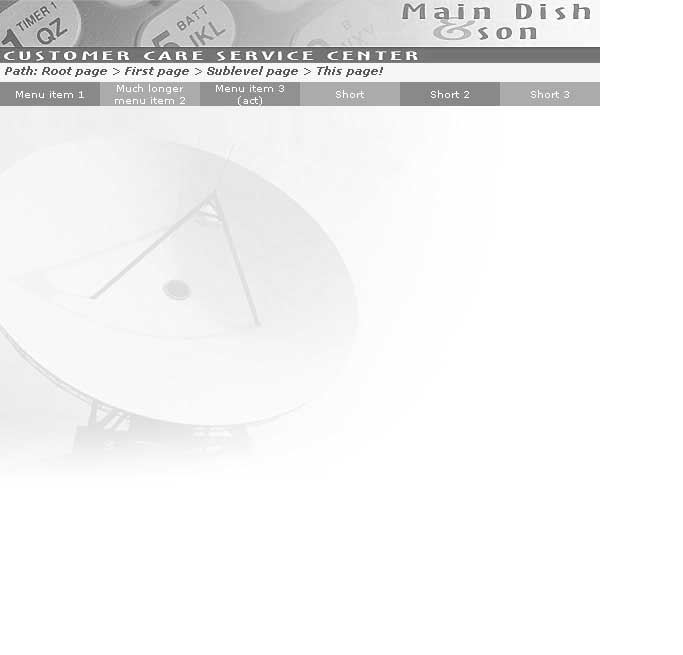 TIMER 1
1 QZ
BATT
5 JKL
Main Dish
&
son
CUSTOMER CARE SERVICE CENTER
Path: Root page > First page > Sublevel page > This page!
Menu item 1
Much longer
menu item 2
Menu item 3
(act)
Short
Short 2
Short 3